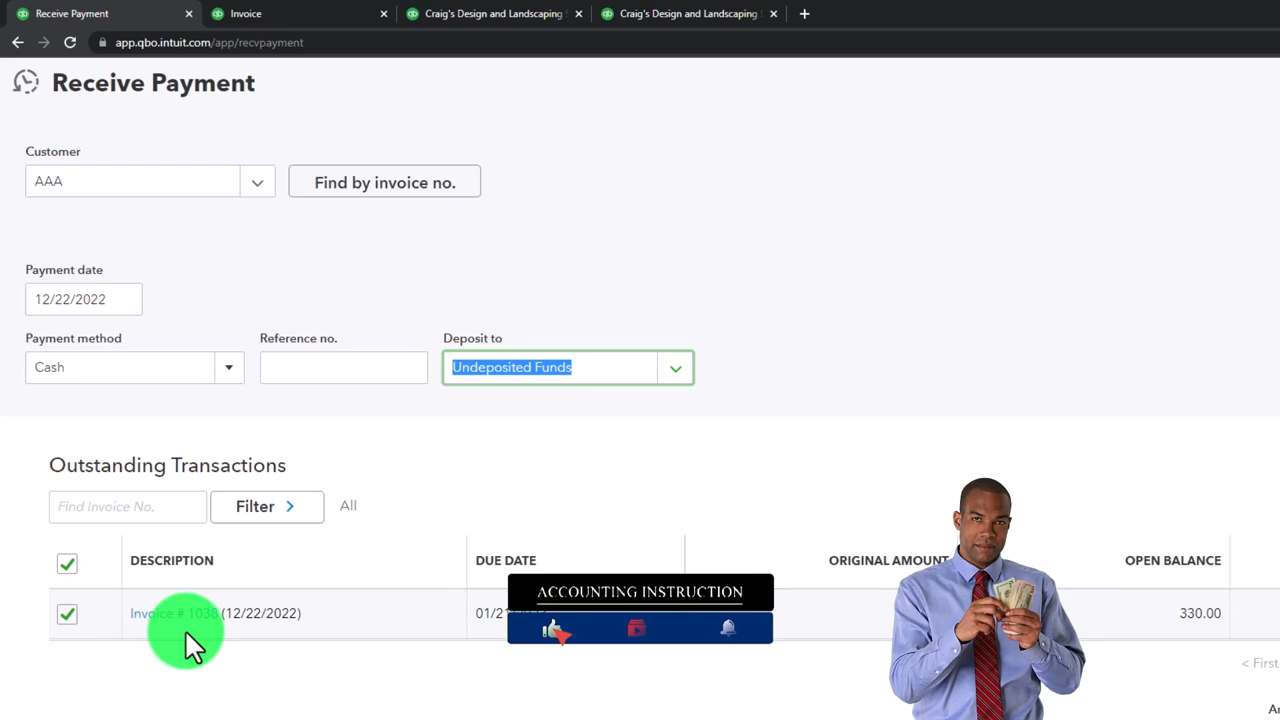 Receive Payment
Invoice
Craig's Design and Landscaping
Craig's Design and Landscaping
app.qbo.intuit.com/app/recvpayment
Receive Payment
Customer
AAA
Find by invoice no.
Payment date
12/22/2022
Payment method
Reference no.
Deposit to
Cash
Undeposited Funds
Outstanding Transactions
Find Invoice No.
Filter
All
DESCRIPTION
DUE DATE
ORIGINAL AMOUNT
OPEN BALANCE
Invoice # 1038 (12/22/2022)
01/21
330.00
ACCOUNTING INSTRUCTION
< First